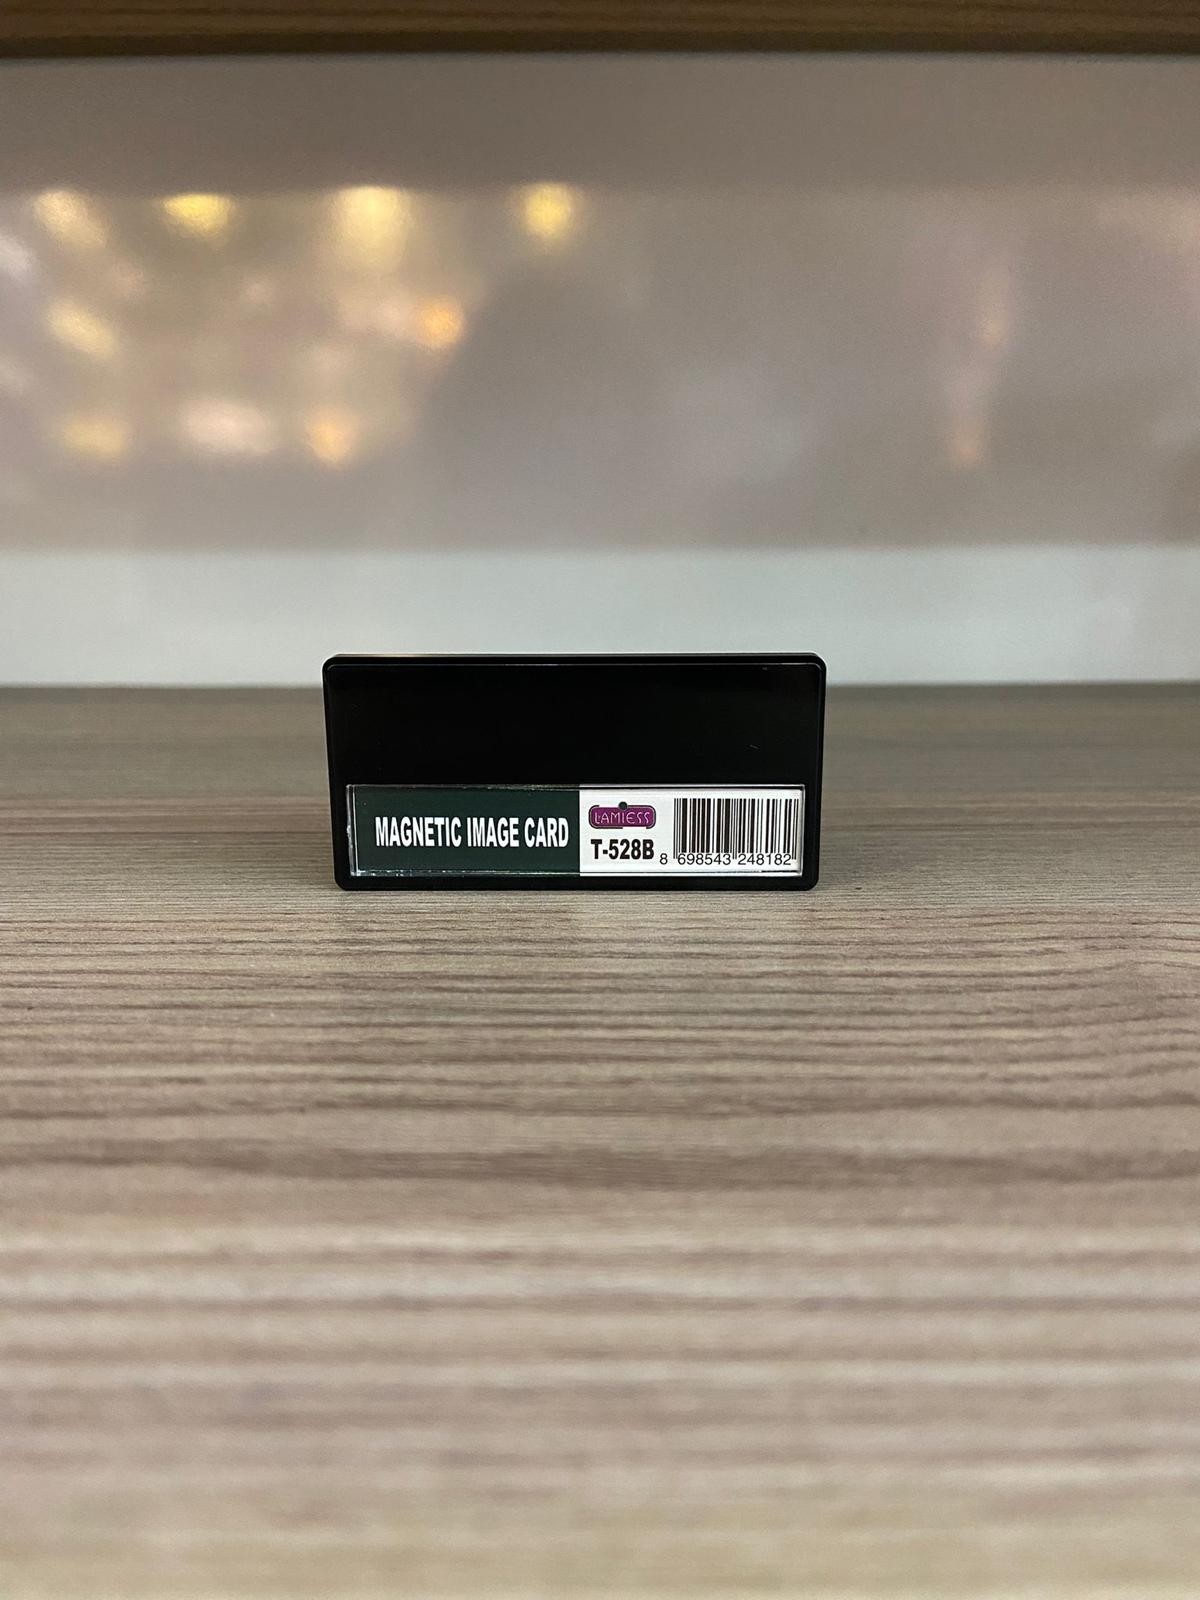 MAGNETIC IMAGE CARD
LAMIESS
T-528B
8 698543 248182